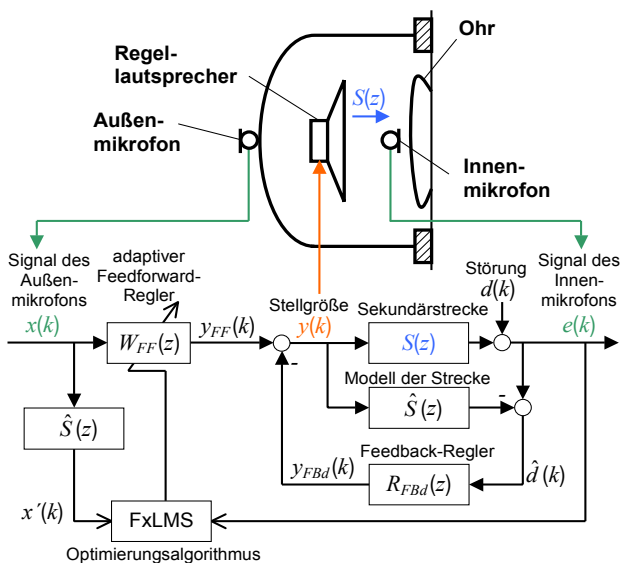 Ohr
Regel-
lautsprecher
S(z)
Außen-
mikrofon
Innen-
mikrofon
Signal des
Außen-
mikrofons
x(k)
adaptiver
Feedforward-
Regler
Stellgröße
y(k)
Störung
d(k)
Signal des
Innen-
mikrofons
e(k)
Sekundärstrecke
W_FF(z)
y_FF(k)
-
S(z)
Modell der Strecke
-
Ŝ(z)
Ŝ(z)
Feedback-Regler
y_FBd(k)
R_FBd(z)
d̂(k)
x´(k)
FxLMS
Optimierungsalgorithmus